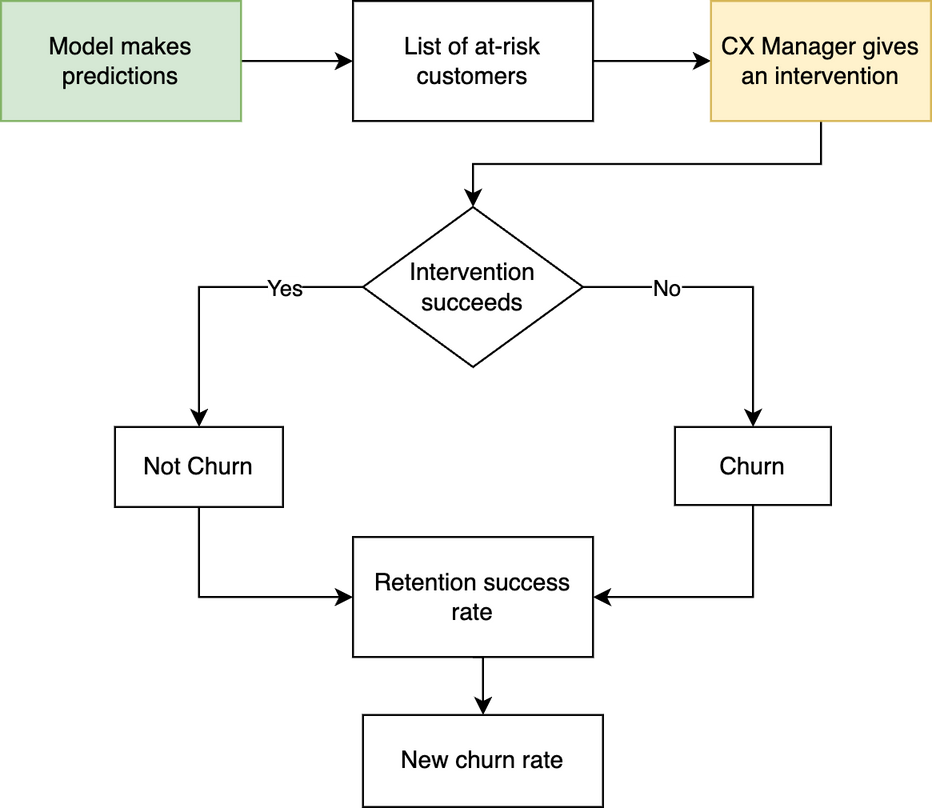 Model makes
predictions
List of at-risk
customers
CX Manager gives
an intervention
Intervention
succeeds
Yes
No
Not Churn
Churn
Retention success
rate
New churn rate